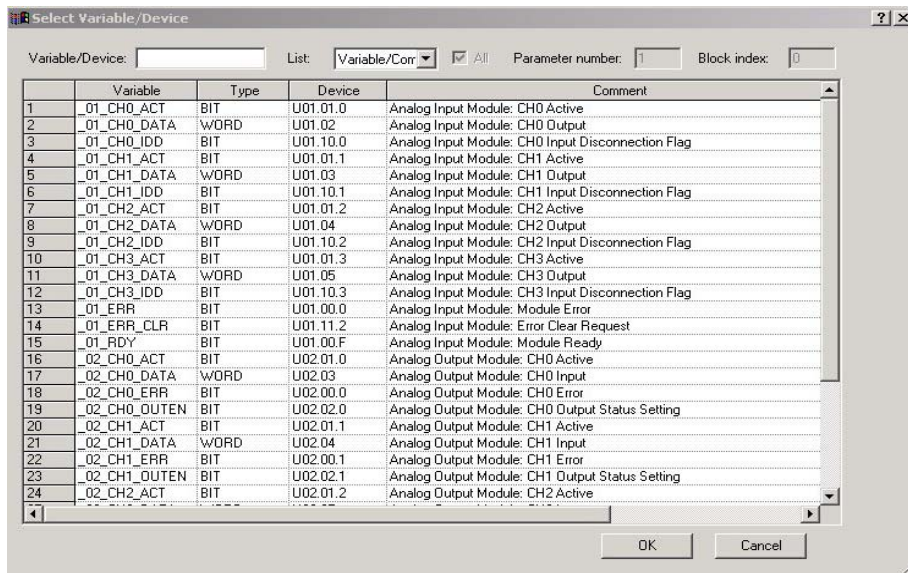 Select Variable/Device
Variable/Device: List: Variable/Com All Parameter number: 1 Block index: 0
Variable Type Device Comment
1 _01_CH0_ACT BIT U01.01.0 Analog Input Module: CH0 Active
2 _01_CH0_DATA WORD U01.02 Analog Input Module: CH0 Output
3 _01_CH0_IDD BIT U01.10.0 Analog Input Module: CH0 Input Disconnection Flag
4 _01_CH1_ACT BIT U01.01.1 Analog Input Module: CH1 Active
5 _01_CH1_DATA WORD U01.03 Analog Input Module: CH1 Output
6 _01_CH1_IDD BIT U01.10.1 Analog Input Module: CH1 Input Disconnection Flag
7 _01_CH2_ACT BIT U01.01.2 Analog Input Module: CH2 Active
8 _01_CH2_DATA WORD U01.04 Analog Input Module: CH2 Output
9 _01_CH2_IDD BIT U01.10.2 Analog Input Module: CH2 Input Disconnection Flag
10 _01_CH3_ACT BIT U01.01.3 Analog Input Module: CH3 Active
11 _01_CH3_DATA WORD U01.05 Analog Input Module: CH3 Output
12 _01_CH3_IDD BIT U01.10.3 Analog Input Module: CH3 Input Disconnection Flag
13 _01_ERR BIT U01.00.0 Analog Input Module: Module Error
14 _01_ERR_CLR BIT U01.11.2 Analog Input Module: Error Clear Request
15 _01_RDY BIT U01.00.F Analog Input Module: Module Ready
16 _02_CH0_ACT BIT U02.01.0 Analog Output Module: CH0 Active
17 _02_CH0_DATA WORD U02.03 Analog Output Module: CH0 Input
18 _02_CH0_ERR BIT U02.00.0 Analog Output Module: CH0 Error
19 _02_CH0_OUTEN BIT U02.02.0 Analog Output Module: CH0 Output Status Setting
20 _02_CH1_ACT BIT U02.01.1 Analog Output Module: CH1 Active
21 _02_CH1_DATA WORD U02.04 Analog Output Module: CH1 Input
22 _02_CH1_ERR BIT U02.00.1 Analog Output Module: CH1 Error
23 _02_CH1_OUTEN BIT U02.02.1 Analog Output Module: CH1 Output Status Setting
24 _02_CH2_ACT BIT U02.01.2 Analog Output Module: CH2 Active
OK Cancel